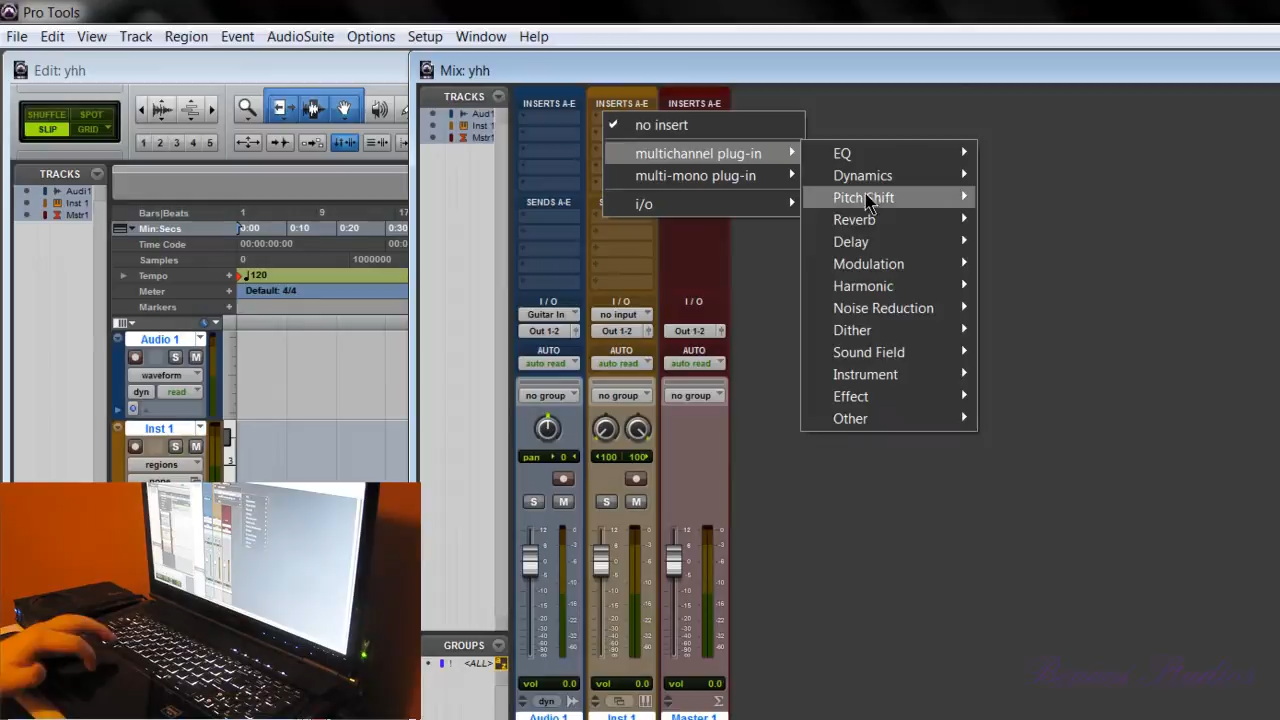 Pro Tools
File Edit View Track Region Event AudioSuite Options Setup Window Help
Edit: yhh
SHUFFLE SPOT
SLIP GRID
1 2 3 4 5
TRACKS
Audi1
Inst 1
Mstr1
Bars|Beats 1 9 17
Min:Secs 0:00 0:10 0:20 0:30
Time Code 00:00:00:00 00:0
Samples 0 1000000
Tempo 120
Meter Default: 4/4
Markers
Audio 1
S M
waveform
dyn read
Inst 1
S M
regions
3
Mix: yhh
TRACKS
Aud1
Inst 1
Mstr1
GROUPS
! <ALL>
INSERTS A-E INSERTS A-E INSERTS A-E
SENDS A-E
I / O I / O I / O
Guitar In no input
Out 1-2 Out 1-2 Out 1-2
AUTO AUTO AUTO
auto read auto read auto read
no group no group no group
pan 0 100 100
S M S M
vol 0.0 vol 0.0 vol 0.0
dyn
Audio 1 Inst 1 Master 1
no insert
multichannel plug-in
multi-mono plug-in
i/o
EQ
Dynamics
Pitch Shift
Reverb
Delay
Modulation
Harmonic
Noise Reduction
Dither
Sound Field
Instrument
Effect
Other